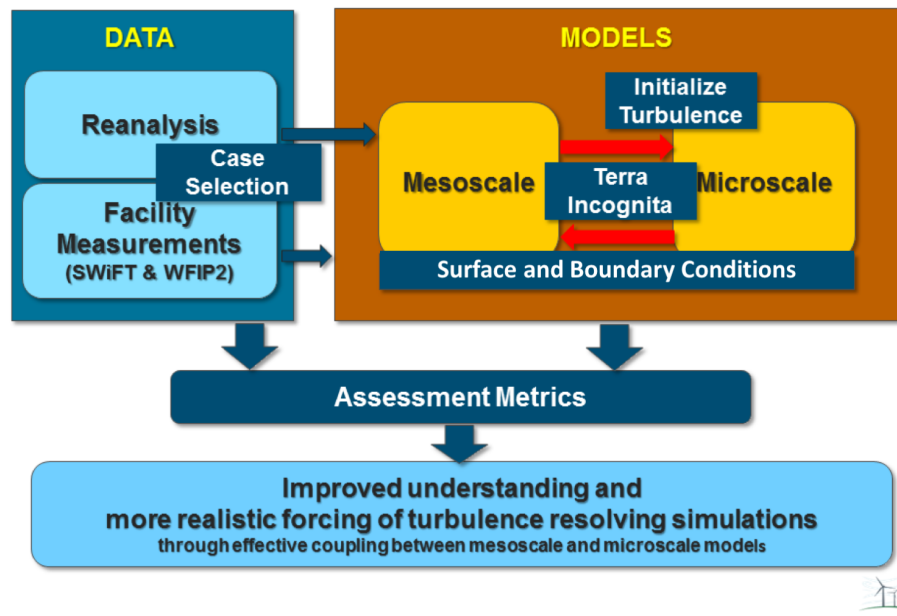 DATA
Reanalysis
Case
Selection
Facility
Measurements
(SWiFT & WFIP2)
MODELS
Initialize
Turbulence
Mesoscale
Terra
Incognita
Microscale
Surface and Boundary Conditions
Assessment Metrics
Improved understanding and
more realistic forcing of turbulence resolving simulations
through effective coupling between mesoscale and microscale models